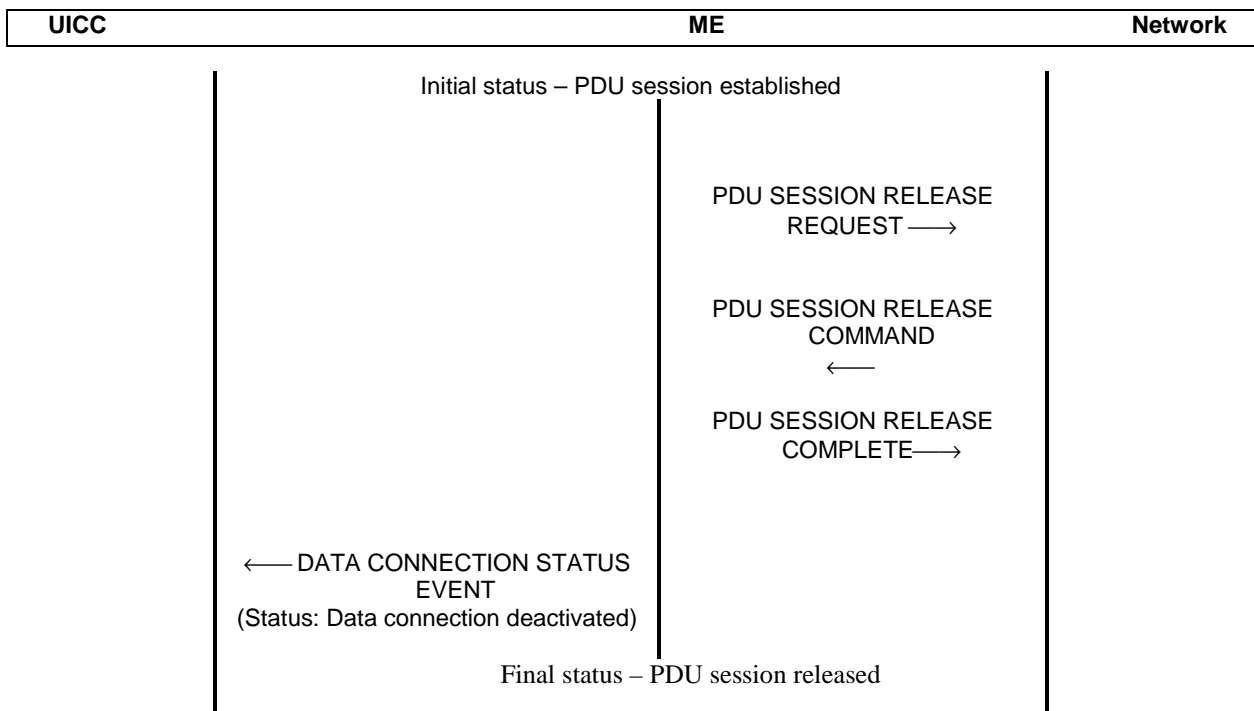 UICC ME Network
Initial status – PDU session established
PDU SESSION RELEASE
REQUEST ⟶
PDU SESSION RELEASE
COMMAND
⟵
PDU SESSION RELEASE
COMPLETE⟶
⟵ DATA CONNECTION STATUS
EVENT
(Status: Data connection deactivated)
Final status – PDU session released